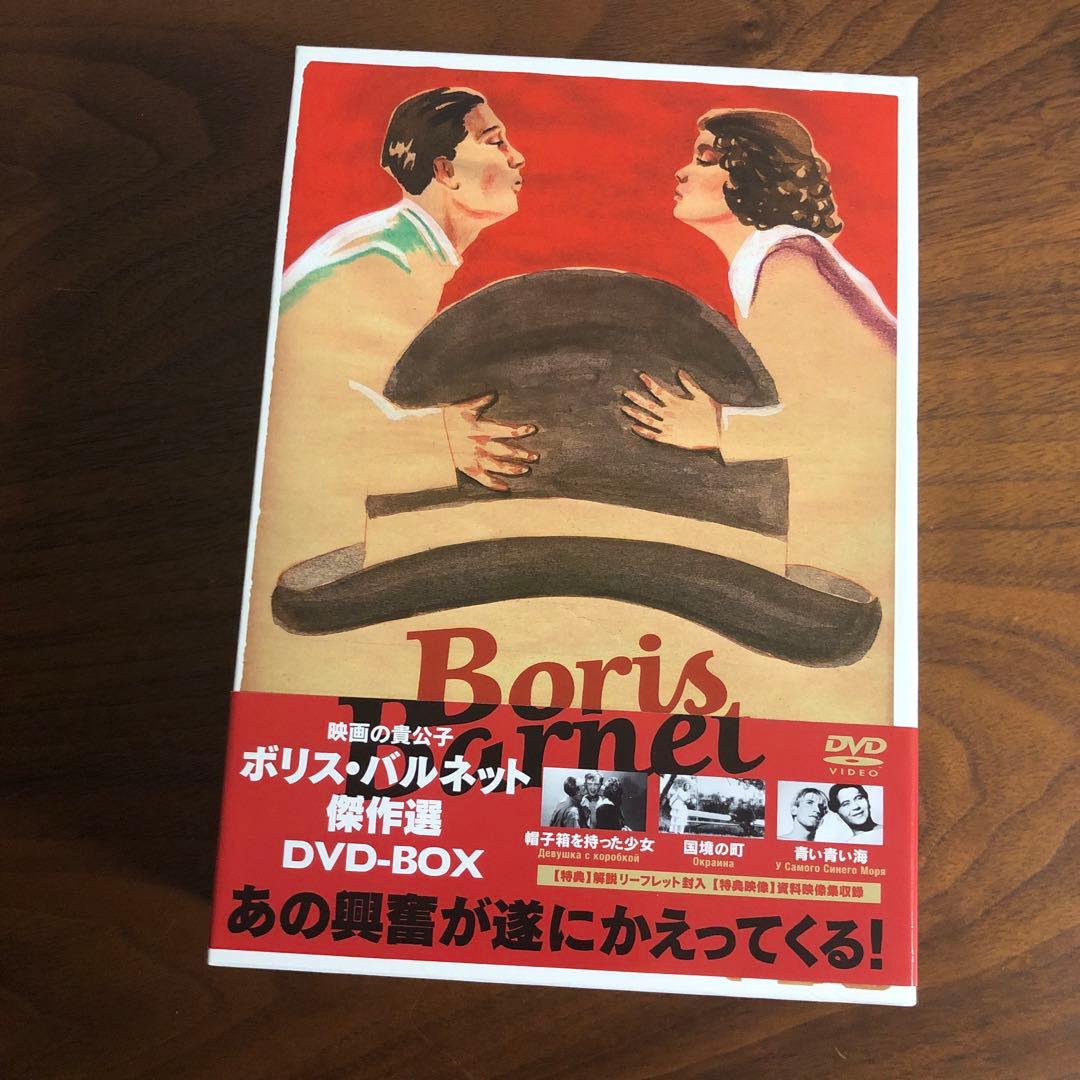 Boris
Barnet
映画の貴公子
ボリス・バルネット
傑作選
DVD-BOX
DVD
VIDEO
帽子箱を持った少女
Девушка с коробкой
国境の町
Окраина
青い青い海
У Самого Синего Моря
【特典】解説リーフレット封入【特典映像】資料映像集収録
あの興奮が遂にかえってくる!